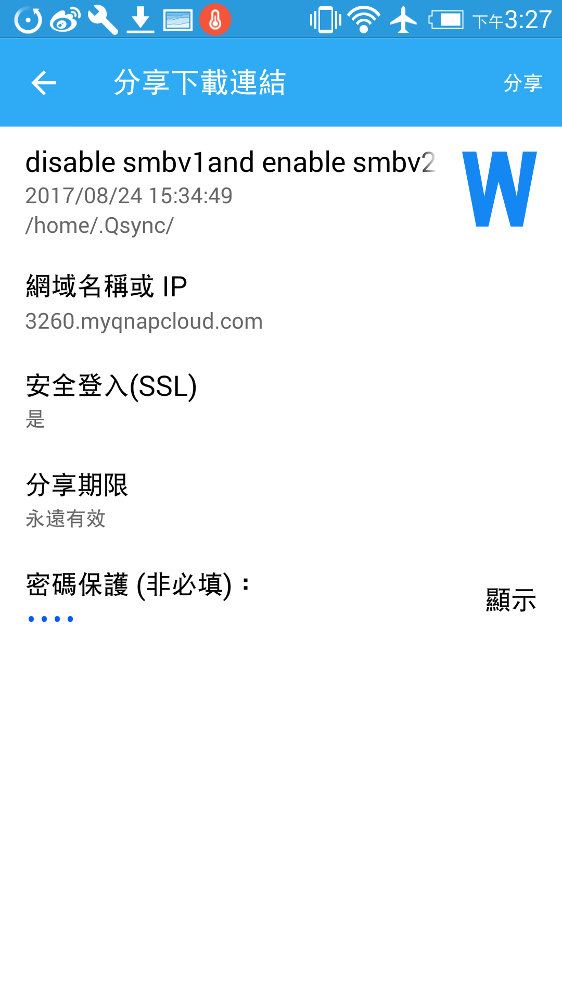 下午3:27
分享下載連結
分享
disable smbv1and enable smbv2
W
2017/08/24 15:34:49
/home/.Qsync/
網域名稱或 IP
3260.myqnapcloud.com
安全登入(SSL)
是
分享期限
永遠有效
密碼保護 (非必填)：
顯示
••••